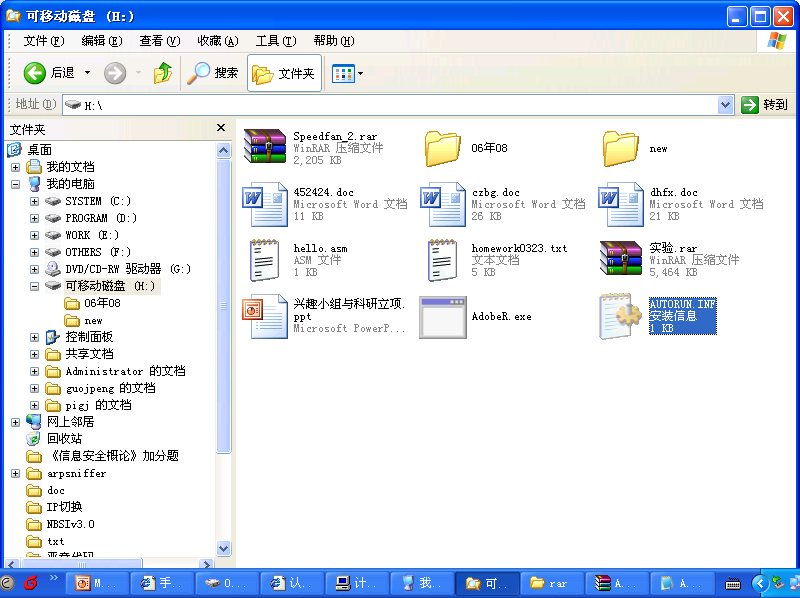 可移动磁盘 (H:)
文件(F) 编辑(E) 查看(V) 收藏(A) 工具(T) 帮助(H)
后退 搜索 文件夹
地址(D) H:\ 转到
文件夹
桌面
我的文档
我的电脑
SYSTEM (C:)
PROGRAM (D:)
WORK (E:)
OTHERS (F:)
DVD/CD-RW 驱动器 (G:)
可移动磁盘 (H:)
06年08
new
控制面板
共享文档
Administrator 的文档
guojpeng 的文档
pigj 的文档
网上邻居
回收站
《信息安全概论》加分题
arpsniffer
doc
IP切换
NBSIv3.0
txt
Speedfan_2.rar
WinRAR 压缩文件
2,205 KB
06年08
new
452424.doc
Microsoft Word 文档
11 KB
czbg.doc
Microsoft Word 文档
26 KB
dhfx.doc
Microsoft Word 文档
21 KB
hello.asm
ASM 文件
1 KB
homework0323.txt
文本文档
5 KB
实验.rar
WinRAR 压缩文件
5,464 KB
兴趣小组与科研立项.
ppt
Microsoft PowerP...
AdobeR.exe
AUTORUN.INF
安装信息
1 KB
M... 手.. O... 认.. 计.. 我.. 可.. rar A... A...